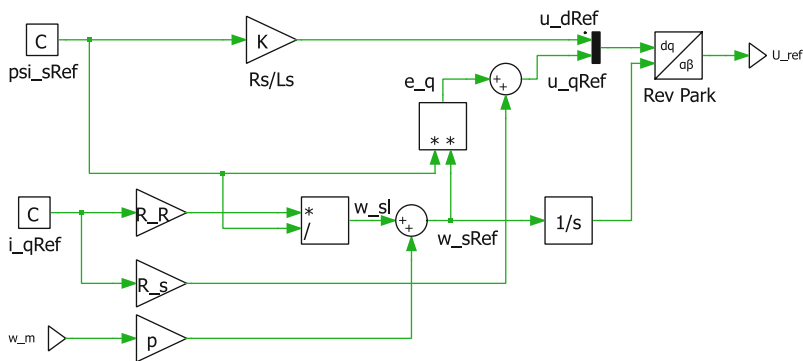 u_dRef
C
K
dq
αβ
U_ref
psi_sRef
Rs/Ls
e_q
+
+
u_qRef
Rev Park
* *
C
R_R
*
/
w_sl
+
+
1/s
i_qRef
w_sRef
R_s
w_m
p